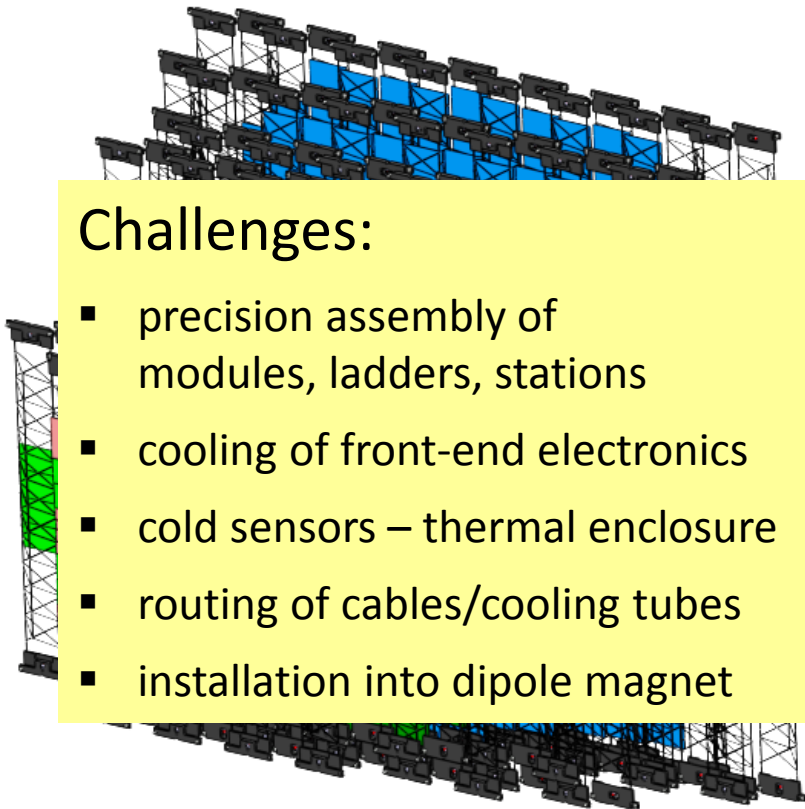 Challenges:
▪ precision assembly of
modules, ladders, stations
▪ cooling of front-end electronics
▪ cold sensors – thermal enclosure
▪ routing of cables/cooling tubes
▪ installation into dipole magnet